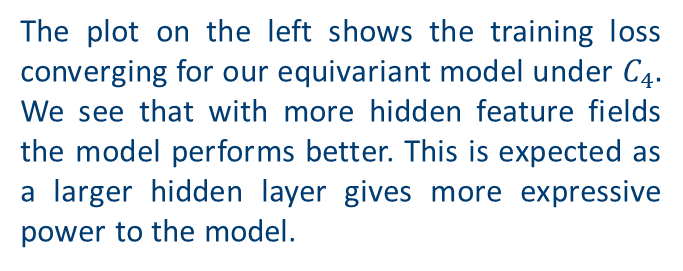 The plot on the left shows the training loss
converging for our equivariant model under C₄.
We see that with more hidden feature fields
the model performs better. This is expected as
a larger hidden layer gives more expressive
power to the model.